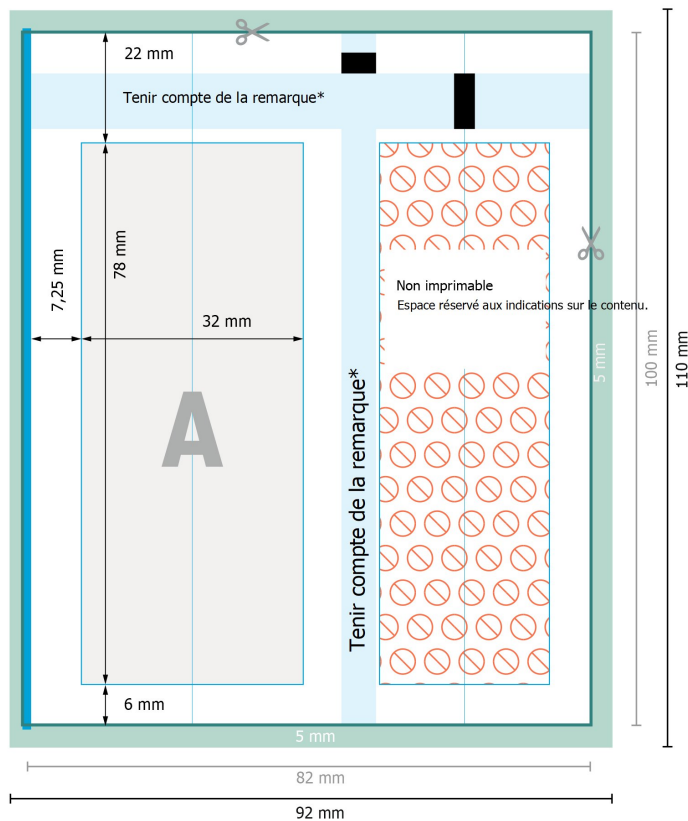 22 mm
Tenir compte de la remarque*
7,25 mm
78 mm
32 mm
A
6 mm
Tenir compte de la remarque*
Non imprimable
Espace réservé aux indications sur le contenu.
5 mm
100 mm
110 mm
5 mm
82 mm
92 mm